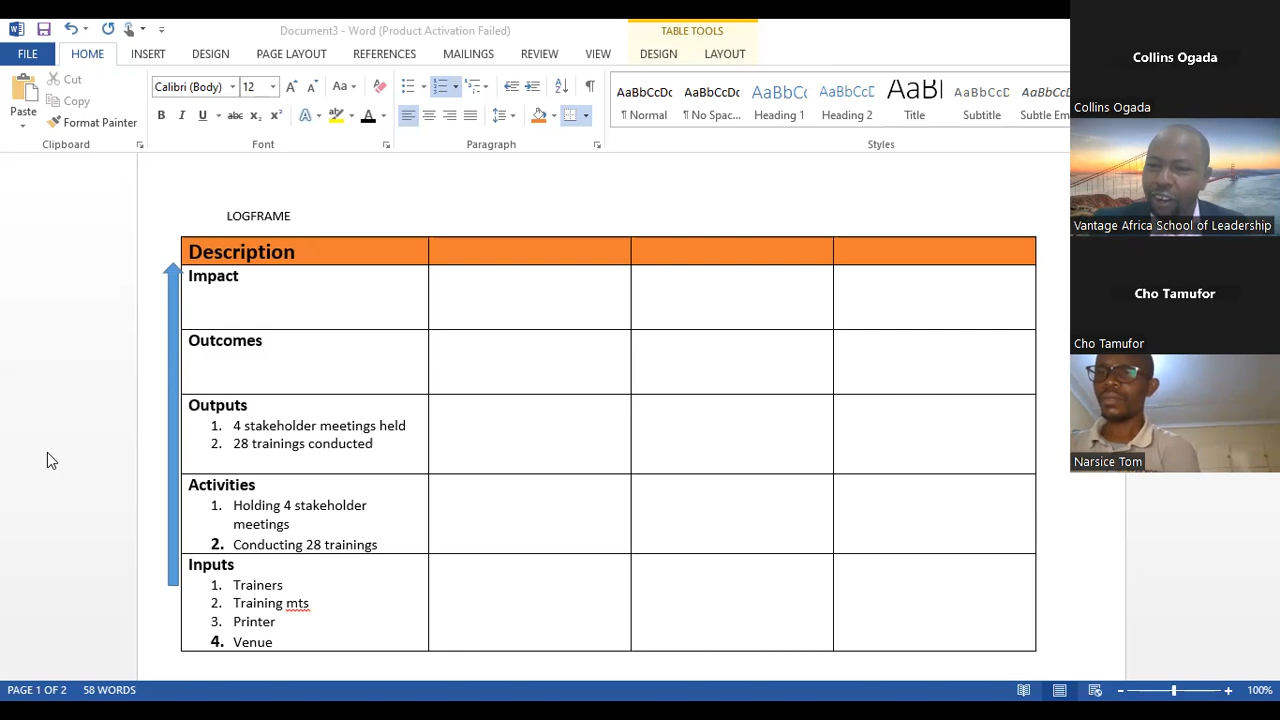 Document3 - Word (Product Activation Failed)
TABLE TOOLS
FILE HOME INSERT DESIGN PAGE LAYOUT REFERENCES MAILINGS REVIEW VIEW DESIGN LAYOUT
Paste
Cut
Copy
Format Painter
Clipboard
Calibri (Body) 12
Font
Paragraph
AaBbCcDc AaBbCcDc AaBbCc AaBbCcD AaBl AaBbCcD AaBbCcD
¶ Normal ¶ No Spac... Heading 1 Heading 2 Title Subtitle Subtle Em
Styles
LOGFRAME
Description
Impact
Outcomes
Outputs
1. 4 stakeholder meetings held
2. 28 trainings conducted
Activities
1. Holding 4 stakeholder
meetings
2. Conducting 28 trainings
Inputs
1. Trainers
2. Training mts
3. Printer
4. Venue
PAGE 1 OF 2 58 WORDS 100%
Collins Ogada
Collins Ogada
Vantage Africa School of Leadership
Cho Tamufor
Cho Tamufor
Narsice Tom